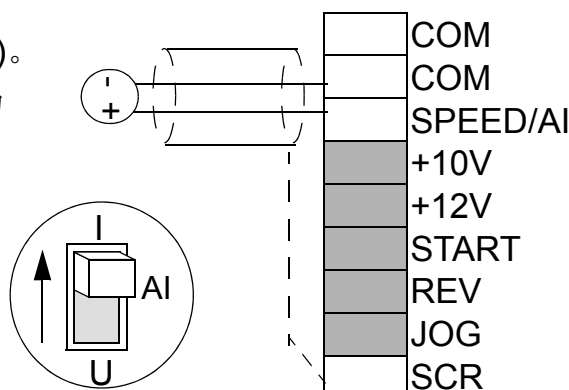 )。
COM
COM
SPEED/AI
+10V
+12V
START
REV
JOG
SCR
-
+
I
AI
U